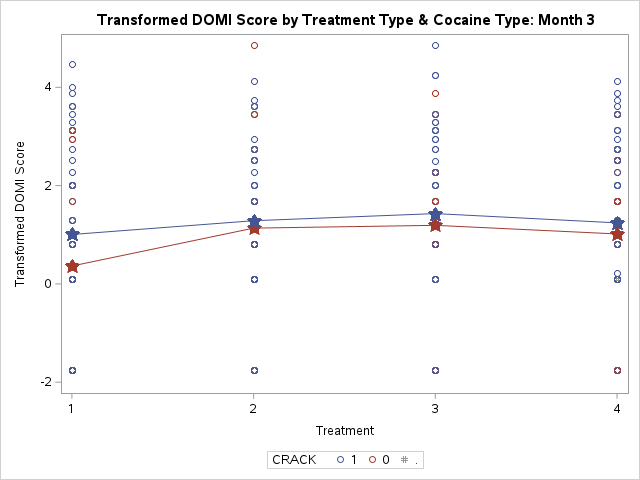 Transformed DOMI Score by Treatment Type & Cocaine Type: Month 3
Transformed DOMI Score
4
2
0
-2
1 2 3 4
Treatment
CRACK 1 0 .